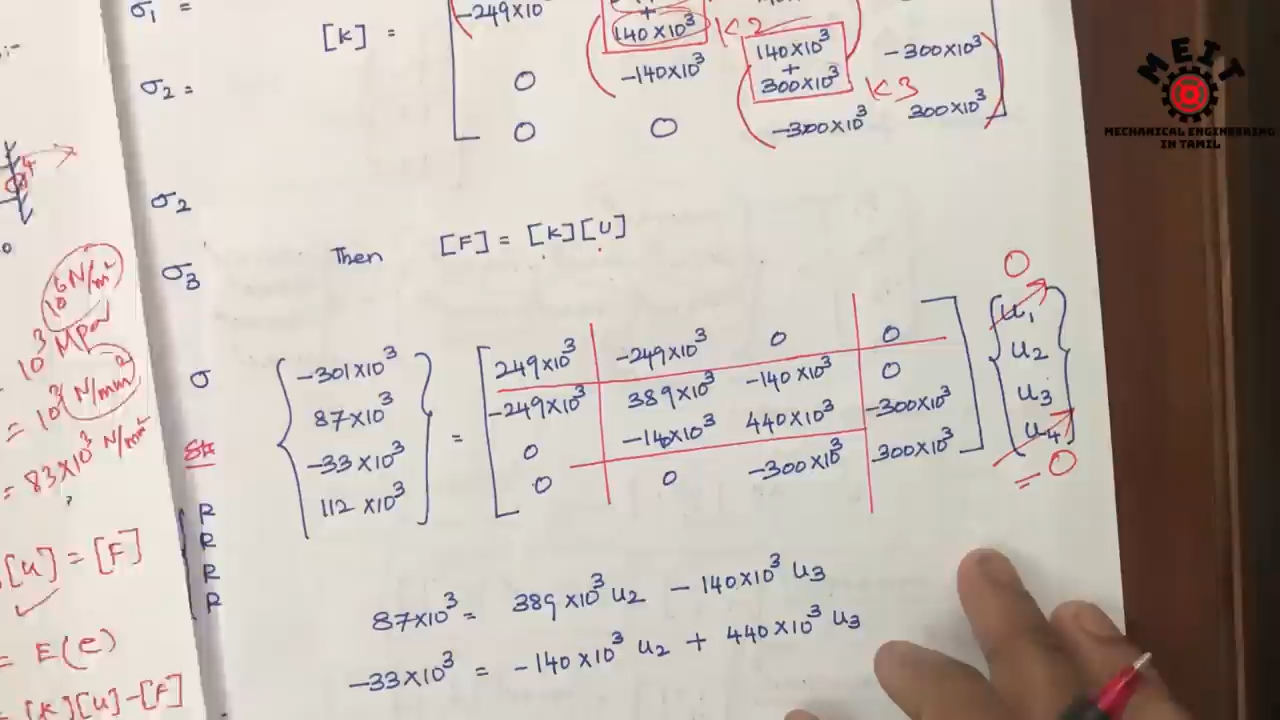 σ1 =
-249×10³
+
140×10³ K2
[K] =
140×10³ -300×10³
+
0 -140×10³ 300×10³ K3
σ2 =
0 0 -300×10³ 300×10³
MEIT
MECHANICAL ENGINEERING
IN TAMIL
σ2
Then [F] = [K][U]
σ3
10⁶ N/m²
10³ MPa
= 10³ N/mm²
= 83×10³ N/mm²
0
-301×10³ 249×10³ -249×10³ 0 0 u1
87×10³ -249×10³ 389×10³ -140×10³ 0 u2
-33×10³ = 0 -140×10³ 440×10³ -300×10³ u3
112×10³ 0 0 -300×10³ 300×10³ u4
= 0
σ
R
R
R
R
[u] = [F]
= E(e)
[K][u]-[F]
87×10³ = 389×10³ u2 - 140×10³ u3
-33×10³ = -140×10³ u2 + 440×10³ u3